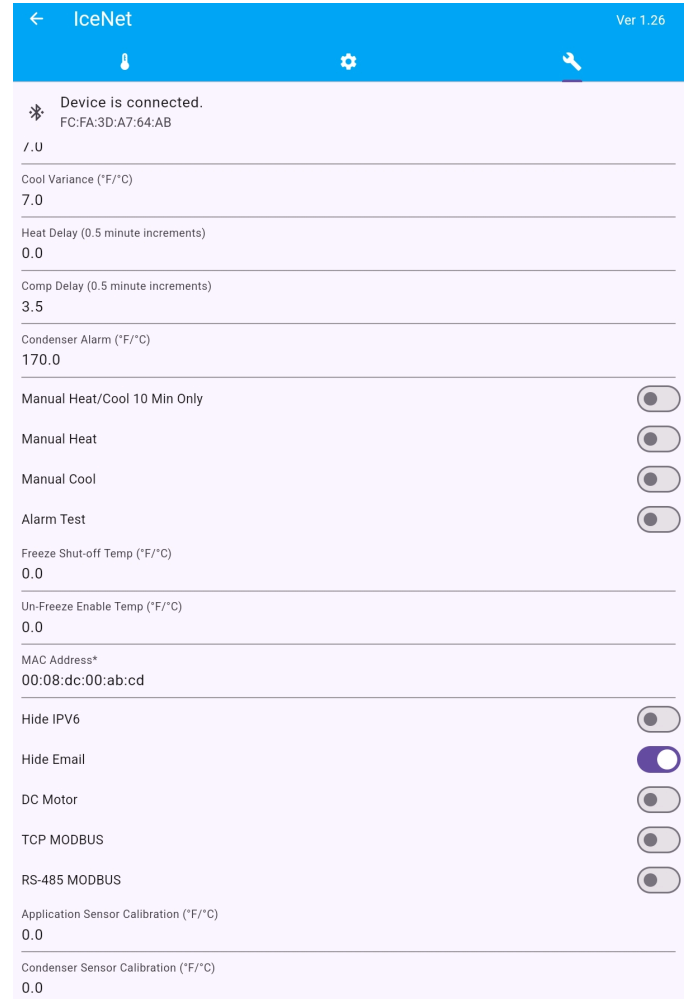 IceNet
Ver 1.26
Device is connected.
FC:FA:3D:A7:64:AB
7.0
Cool Variance (°F/°C)
7.0
Heat Delay (0.5 minute increments)
0.0
Comp Delay (0.5 minute increments)
3.5
Condenser Alarm (°F/°C)
170.0
Manual Heat/Cool 10 Min Only
Manual Heat
Manual Cool
Alarm Test
Freeze Shut-off Temp (°F/°C)
0.0
Un-Freeze Enable Temp (°F/°C)
0.0
MAC Address*
00:08:dc:00:ab:cd
Hide IPV6
Hide Email
DC Motor
TCP MODBUS
RS-485 MODBUS
Application Sensor Calibration (°F/°C)
0.0
Condenser Sensor Calibration (°F/°C)
0.0